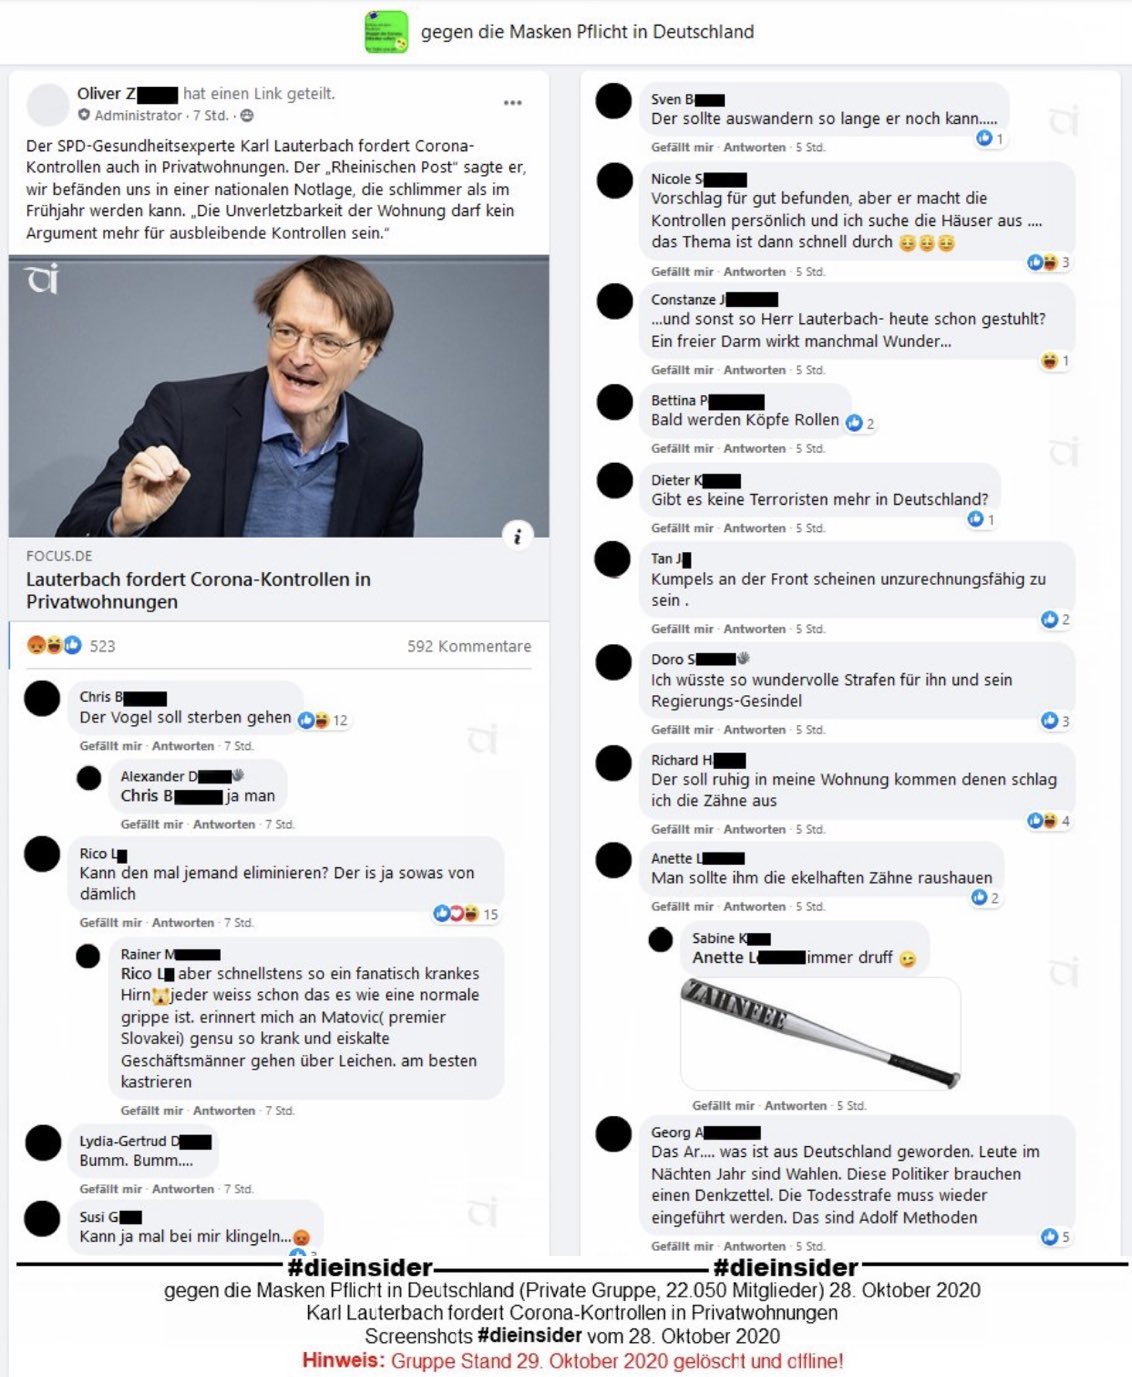 gegen die Masken Pflicht in Deutschland
Oliver Z hat einen Link geteilt.
Administrator · 7 Std. ·
Der SPD-Gesundheitsexperte Karl Lauterbach fordert Corona-
Kontrollen auch in Privatwohnungen. Der „Rheinischen Post“ sagte er,
wir befänden uns in einer nationalen Notlage, die schlimmer als im
Frühjahr werden kann. „Die Unverletzbarkeit der Wohnung darf kein
Argument mehr für ausbleibende Kontrollen sein.“
di
i
FOCUS.DE
Lauterbach fordert Corona-Kontrollen in
Privatwohnungen
523 592 Kommentare
Chris B
Der Vogel soll sterben gehen 12
Gefällt mir · Antworten · 7 Std.
Alexander D
Chris B ja man
Gefällt mir · Antworten · 7 Std.
Rico L
Kann den mal jemand eliminieren? Der is ja sowas von
dämlich
Gefällt mir · Antworten · 7 Std. 15
Rainer M
Rico L aber schnellstens so ein fanatisch krankes
Hirn🙀jeder weiss schon das es wie eine normale
grippe ist. erinnert mich an Matovic( premier
Slovakei) gensu so krank und eiskalte
Geschäftsmänner gehen über Leichen. am besten
kastrieren
Gefällt mir · Antworten · 7 Std.
Lydia-Gertrud D
Bumm. Bumm....
Gefällt mir · Antworten · 7 Std.
Susi G
Kann ja mal bei mir klingeln...😡
Sven B
Der sollte auswandern so lange er noch kann.....
Gefällt mir · Antworten · 5 Std. 1
Nicole S
Vorschlag für gut befunden, aber er macht die
Kontrollen persönlich und ich suche die Häuser aus ....
das Thema ist dann schnell durch 😇😇😇
Gefällt mir · Antworten · 5 Std. 3
Constanze J
...und sonst so Herr Lauterbach- heute schon gestuhlt?
Ein freier Darm wirkt manchmal Wunder...
Gefällt mir · Antworten · 5 Std. 1
Bettina P
Bald werden Köpfe Rollen 2
Gefällt mir · Antworten · 5 Std.
Dieter K
Gibt es keine Terroristen mehr in Deutschland?
Gefällt mir · Antworten · 5 Std. 1
Tan J
Kumpels an der Front scheinen unzurechnungsfähig zu
sein .
Gefällt mir · Antworten · 5 Std. 2
Doro S
Ich wüsste so wundervolle Strafen für ihn und sein
Regierungs-Gesindel
Gefällt mir · Antworten · 5 Std. 3
Richard H
Der soll ruhig in meine Wohnung kommen denen schlag
ich die Zähne aus
Gefällt mir · Antworten · 5 Std. 4
Anette L
Man sollte ihm die ekelhaften Zähne raushauen
Gefällt mir · Antworten · 5 Std. 2
Sabine K
Anette L immer druff 😉
ZAHNFEE
Gefällt mir · Antworten · 5 Std.
Georg A
Das Ar.... was ist aus Deutschland geworden. Leute im
Nächten Jahr sind Wahlen. Diese Politiker brauchen
einen Denkzettel. Die Todesstrafe muss wieder
eingeführt werden. Das sind Adolf Methoden
Gefällt mir · Antworten · 5 Std. 5
#dieinsider #dieinsider
gegen die Masken Pflicht in Deutschland (Private Gruppe, 22.050 Mitglieder) 28. Oktober 2020
Karl Lauterbach fordert Corona-Kontrollen in Privatwohnungen
Screenshots #dieinsider vom 28. Oktober 2020
Hinweis: Gruppe Stand 29. Oktober 2020 gelöscht und offline!